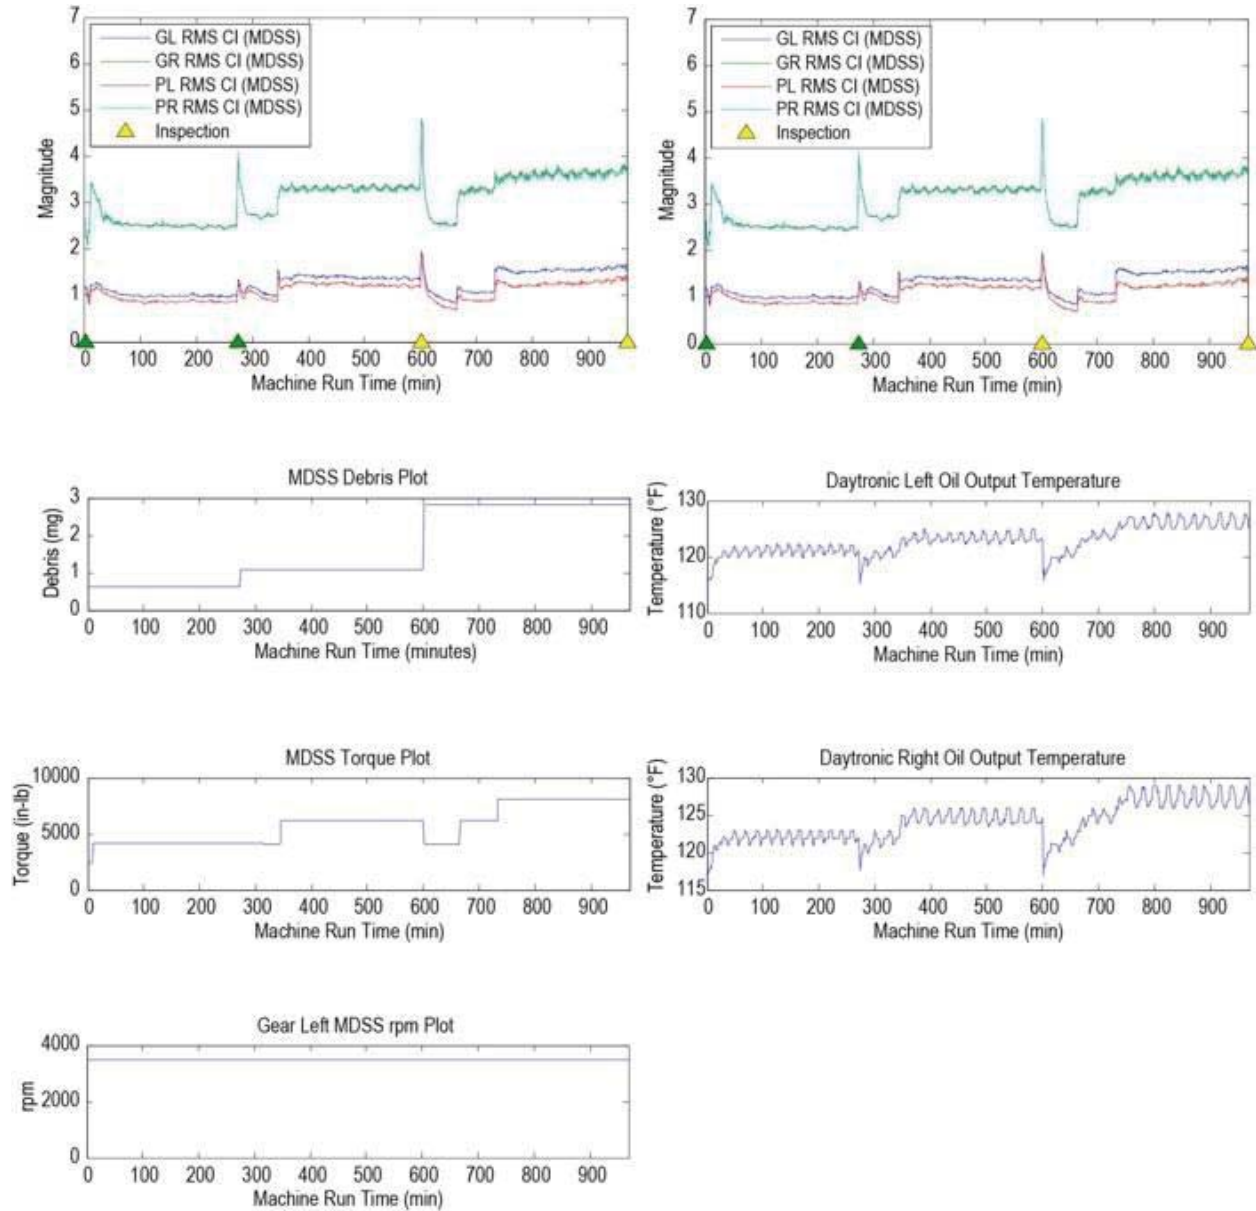 7
6
5
4
3
2
1
0
Magnitude
GL RMS CI (MDSS)
GR RMS CI (MDSS)
PL RMS CI (MDSS)
PR RMS CI (MDSS)
Inspection
0 100 200 300 400 500 600 700 800 900
Machine Run Time (min)
7
6
5
4
3
2
1
0
Magnitude
GL RMS CI (MDSS)
GR RMS CI (MDSS)
PL RMS CI (MDSS)
PR RMS CI (MDSS)
Inspection
0 100 200 300 400 500 600 700 800 900
Machine Run Time (min)
MDSS Debris Plot
3
2
1
0
Debris (mg)
0 100 200 300 400 500 600 700 800 900
Machine Run Time (minutes)
Daytronic Left Oil Output Temperature
130
120
110
Temperature (°F)
0 100 200 300 400 500 600 700 800 900
Machine Run Time (min)
MDSS Torque Plot
10000
5000
0
Torque (in-lb)
0 100 200 300 400 500 600 700 800 900
Machine Run Time (min)
Daytronic Right Oil Output Temperature
130
125
120
115
Temperature (°F)
0 100 200 300 400 500 600 700 800 900
Machine Run Time (min)
Gear Left MDSS rpm Plot
4000
2000
0
rpm
0 100 200 300 400 500 600 700 800 900
Machine Run Time (min)